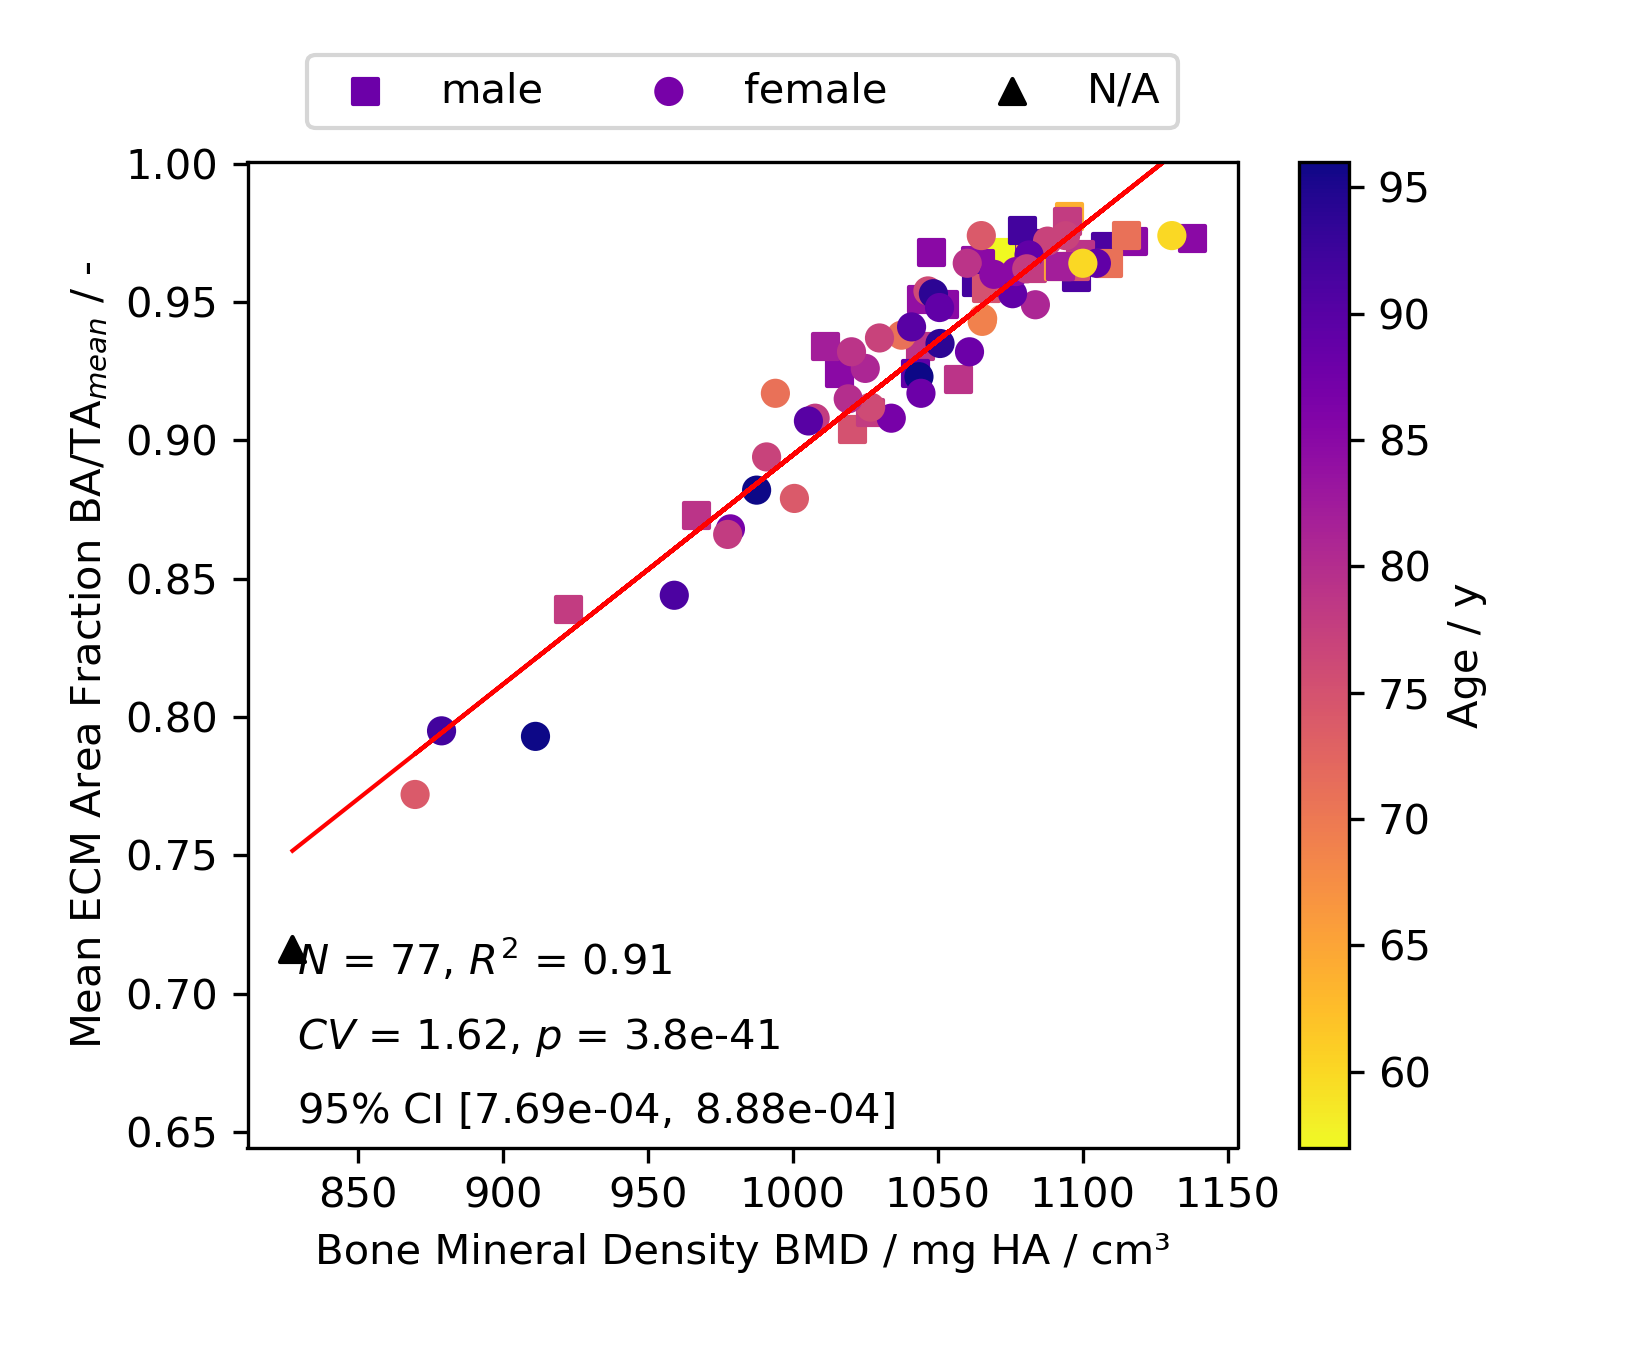 male female N/A
1.00
0.95
0.90
0.85
0.80
0.75
0.70
0.65
Mean ECM Area Fraction BA/TAmean / -
N = 77, R² = 0.91
CV = 1.62, p = 3.8e-41
95% CI [7.69e-04, 8.88e-04]
850 900 950 1000 1050 1100 1150
Bone Mineral Density BMD / mg HA / cm³
95
90
85
80
75
70
65
60
Age / y